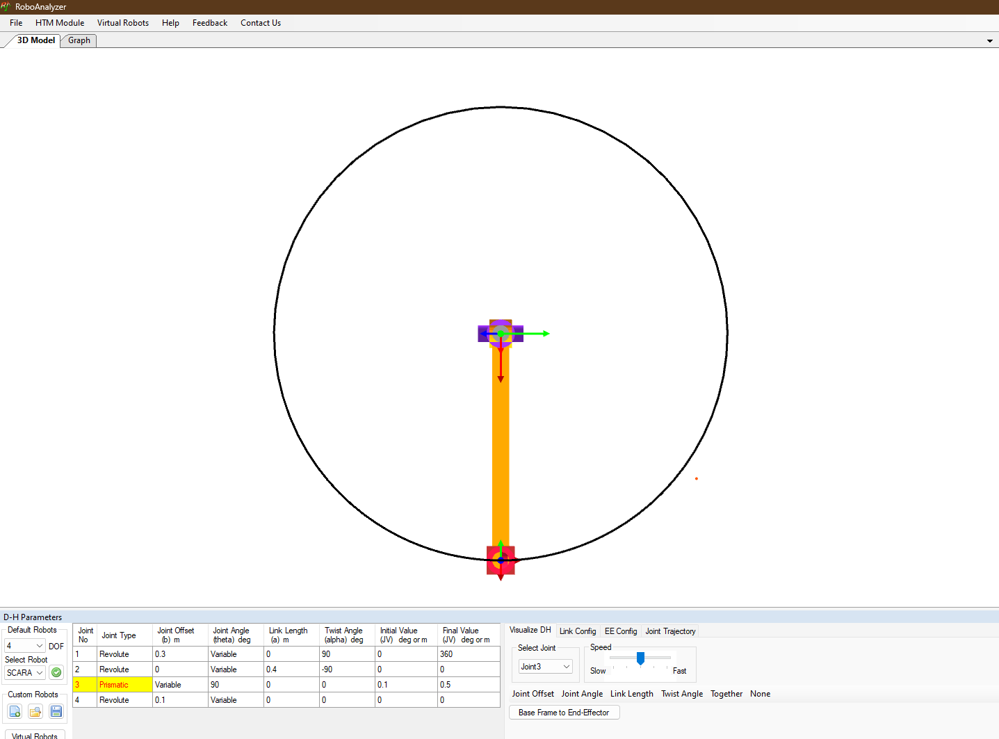 RoboAnalyzer
File HTM Module Virtual Robots Help Feedback Contact Us
3D Model Graph
D-H Parameters
Default Robots
4 DOF
Select Robot
SCARA
Custom Robots
Virtual Robots
Joint No Joint Type Joint Offset (b) m Joint Angle (theta) deg Link Length (a) m Twist Angle (alpha) deg Initial Value (JV) deg or m Final Value (JV) deg or m
1 Revolute 0.3 Variable 0 90 0 360
2 Revolute 0 Variable 0.4 -90 0 0
3 Prismatic Variable 90 0 0 0.1 0.5
4 Revolute 0.1 Variable 0 0 0 0
Visualize DH Link Config EE Config Joint Trajectory
Select Joint
Joint3
Speed
Slow Fast
Joint Offset Joint Angle Link Length Twist Angle Together None
Base Frame to End-Effector